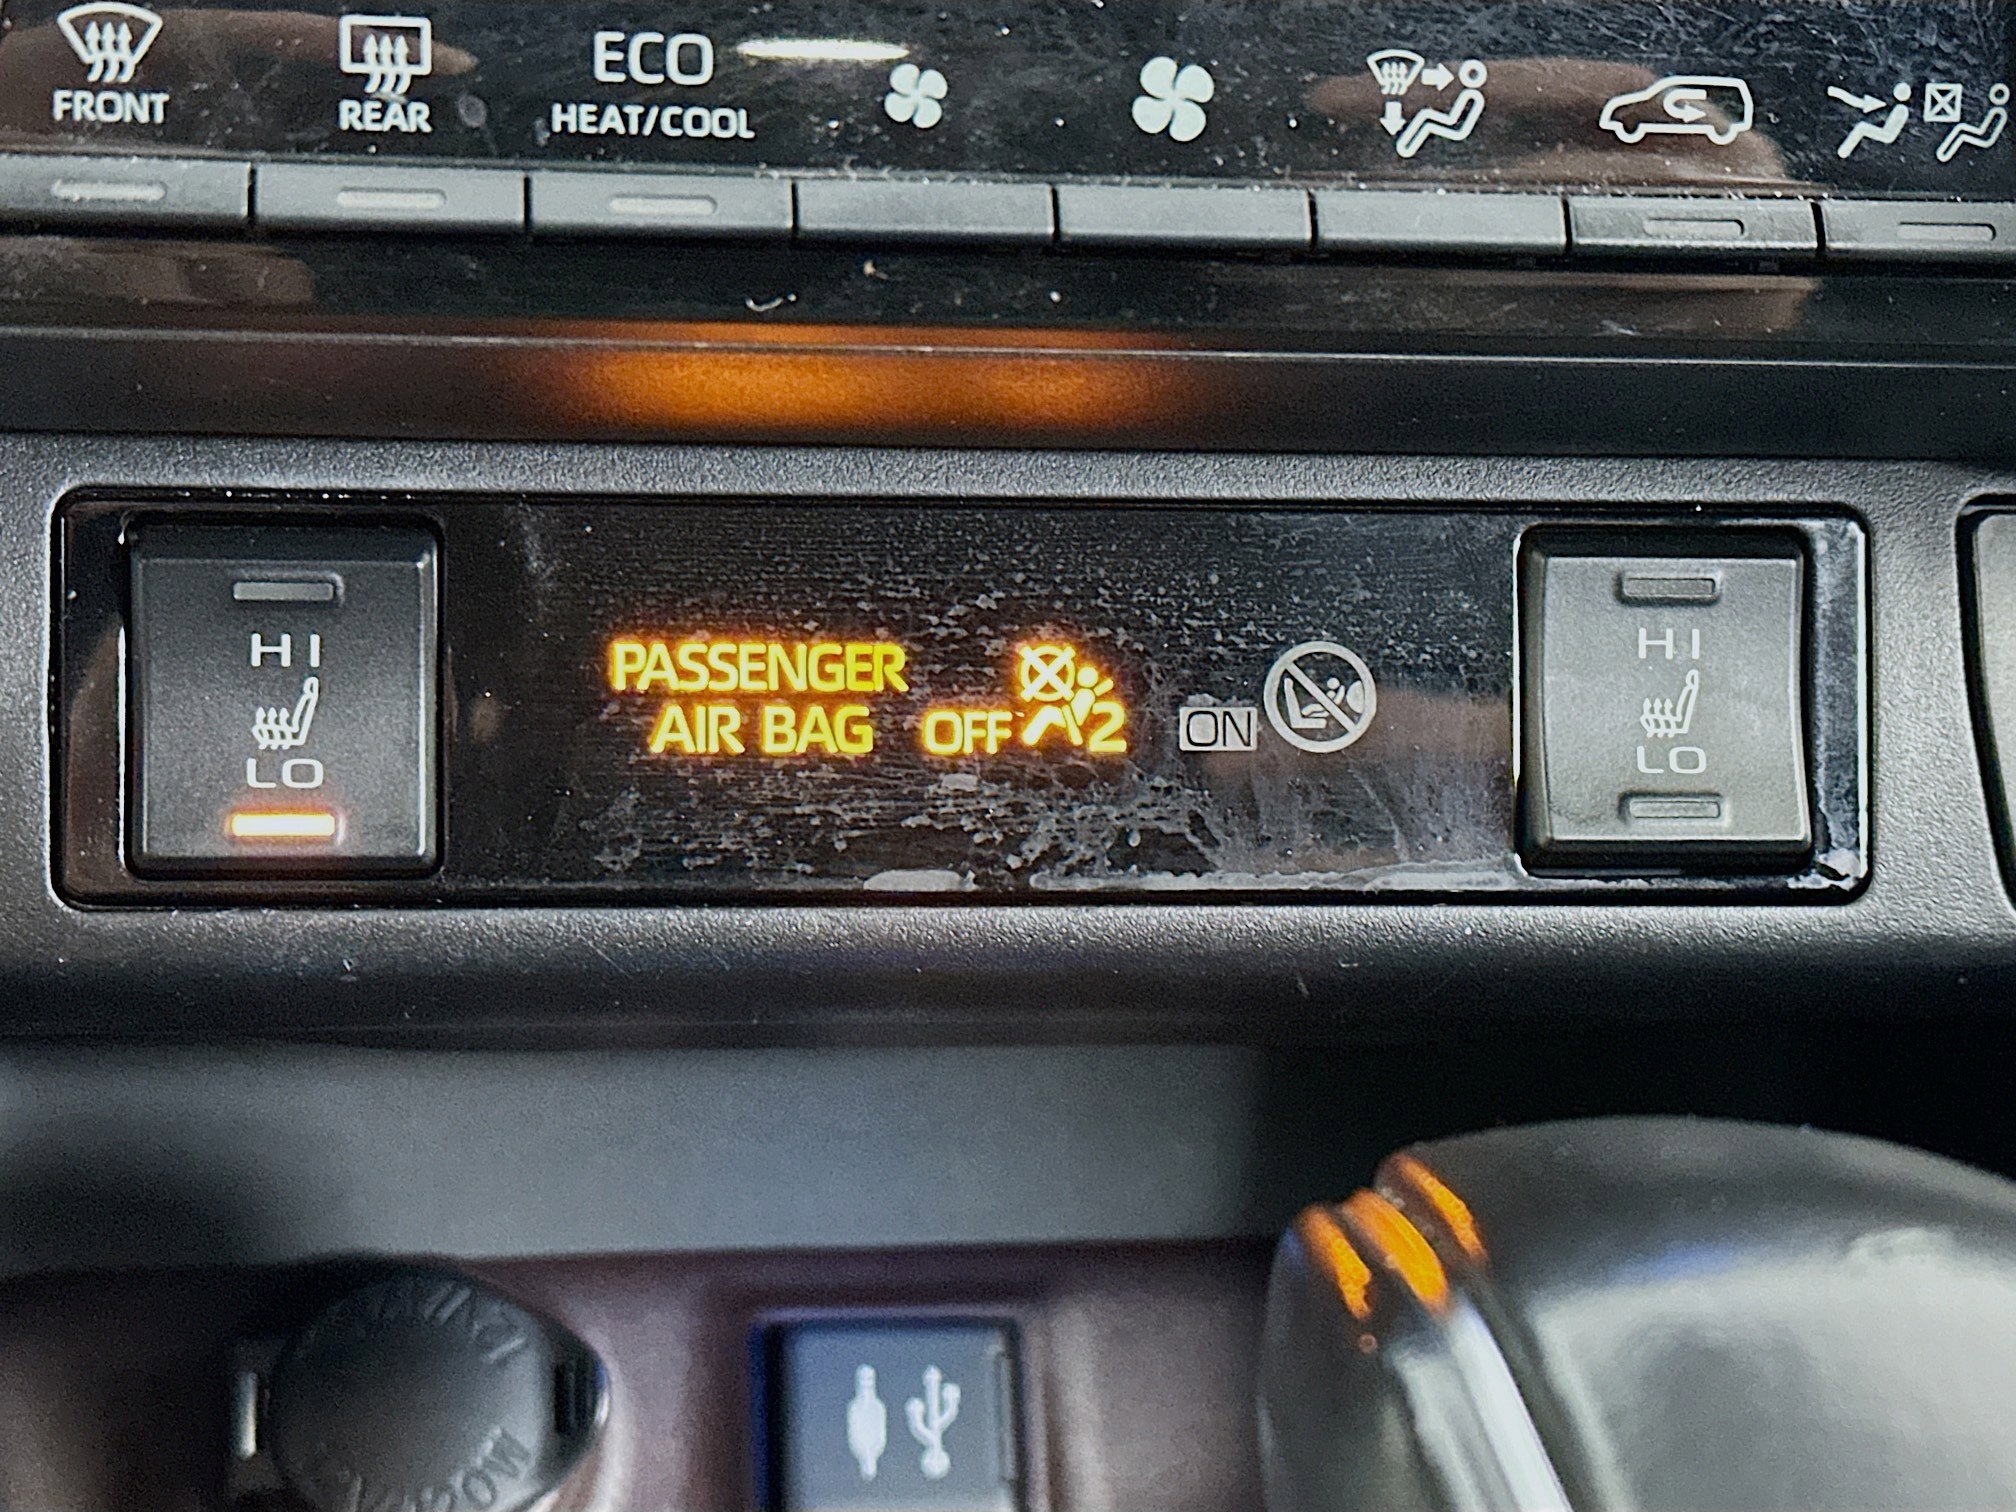 FRONT
REAR
ECO
HEAT/COOL
HI
LO
PASSENGER
AIR BAG OFF 2
ON
HI
LO